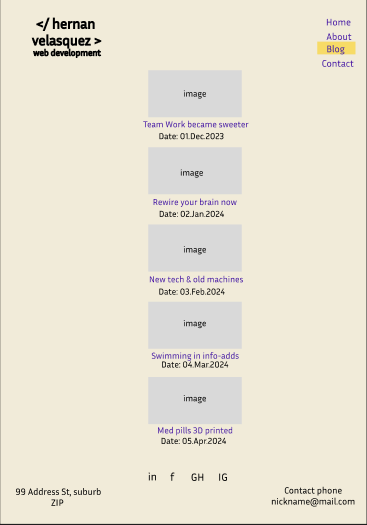 </ hernan
velasquez >
web development
Home
About
Blog
Contact
image
Team Work became sweeter
Date: 01.Dec.2023
image
Rewire your brain now
Date: 02.Jan.2024
image
New tech & old machines
Date: 03.Feb.2024
image
Swimming in info-adds
Date: 04.Mar.2024
image
Med pills 3D printed
Date: 05.Apr.2024
in f GH IG
99 Address St, suburb
ZIP
Contact phone
nickname@mail.com